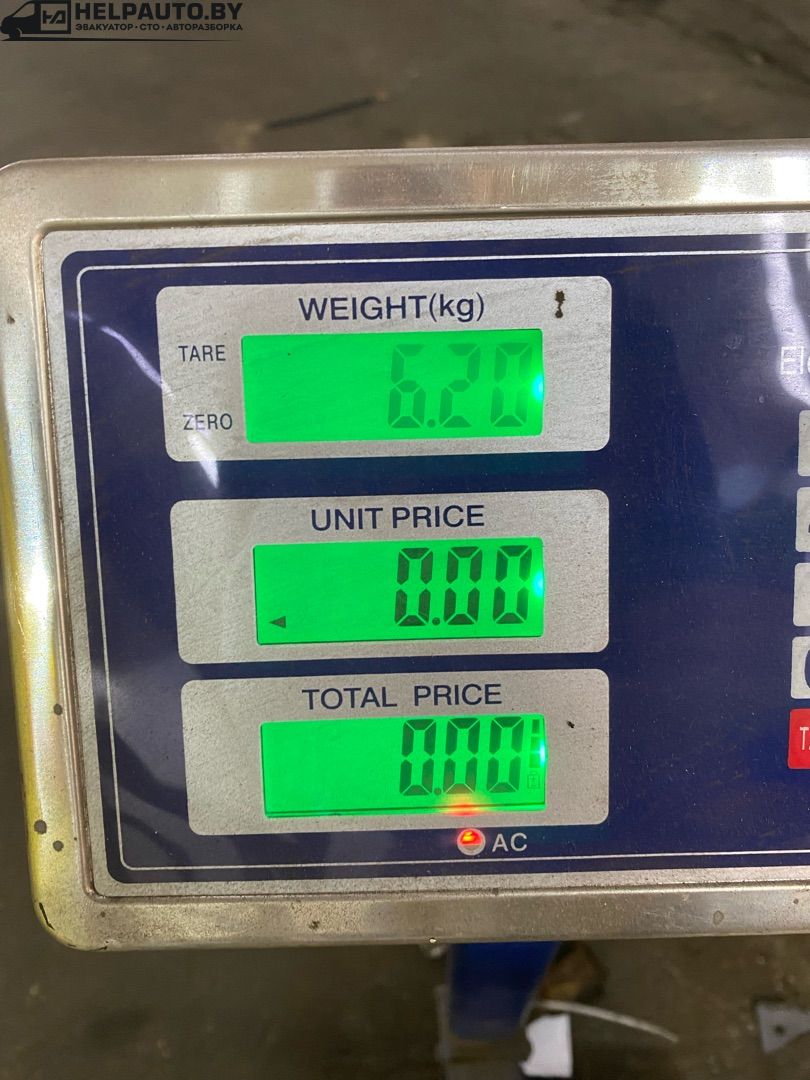 HELPAUTO.BY
ЭВАКУАТОР·СТО·АВТОРАЗБОРКА
WEIGHT(kg)
TARE
6.20
ZERO
UNIT PRICE
0.00
TOTAL PRICE
0.00
AC